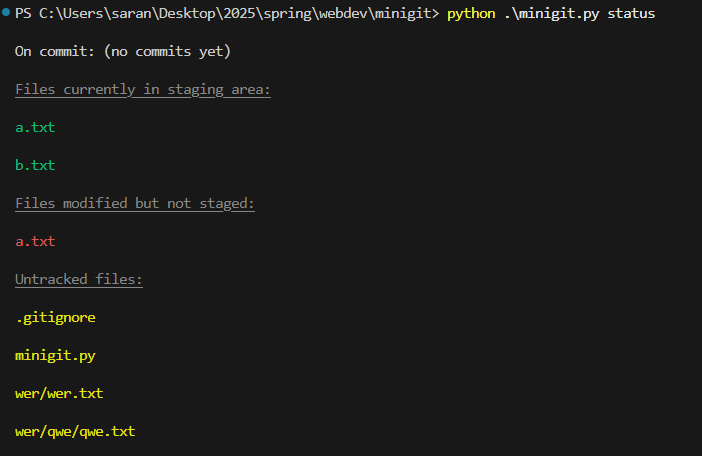 PS C:\Users\saran\Desktop\2025\spring\webdev\minigit> python .\minigit.py status
On commit: (no commits yet)
Files currently in staging area:
a.txt
b.txt
Files modified but not staged:
a.txt
Untracked files:
.gitignore
minigit.py
wer/wer.txt
wer/qwe/qwe.txt